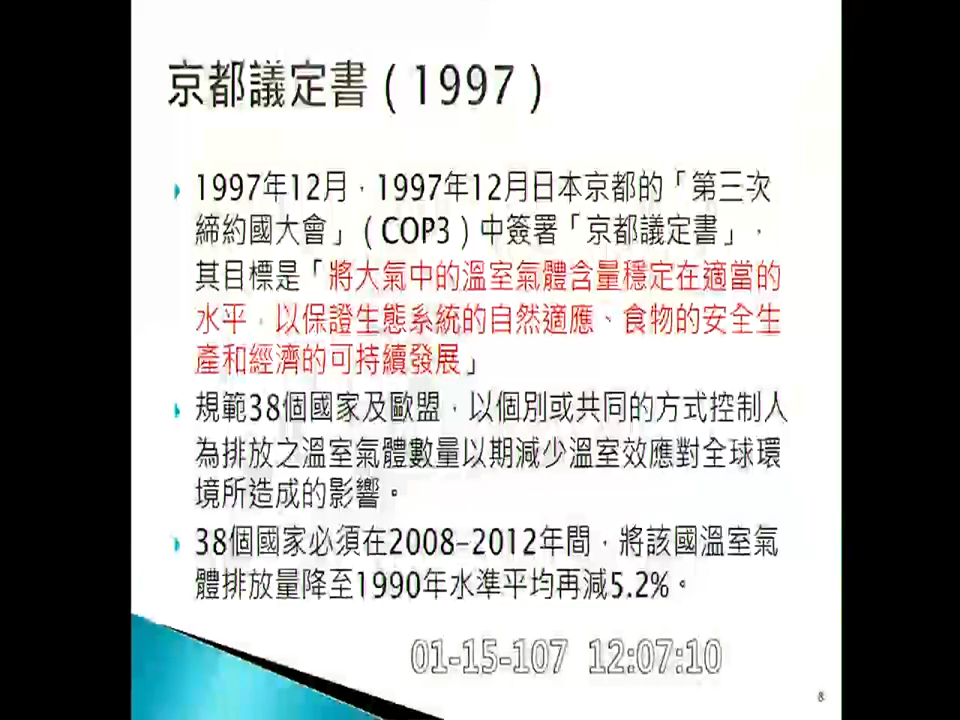 京都議定書（1997）
1997年12月，1997年12月日本京都的「第三次
締約國大會」（COP3）中簽署「京都議定書」，
其目標是「將大氣中的溫室氣體含量穩定在適當的
水平，以保證生態系統的自然適應、食物的安全生
產和經濟的可持續發展」
規範38個國家及歐盟，以個別或共同的方式控制人
為排放之溫室氣體數量以期減少溫室效應對全球環
境所造成的影響。
38個國家必須在2008–2012年間，將該國溫室氣
體排放量降至1990年水準平均再減5.2%。
01-15-107 12:07:10
8